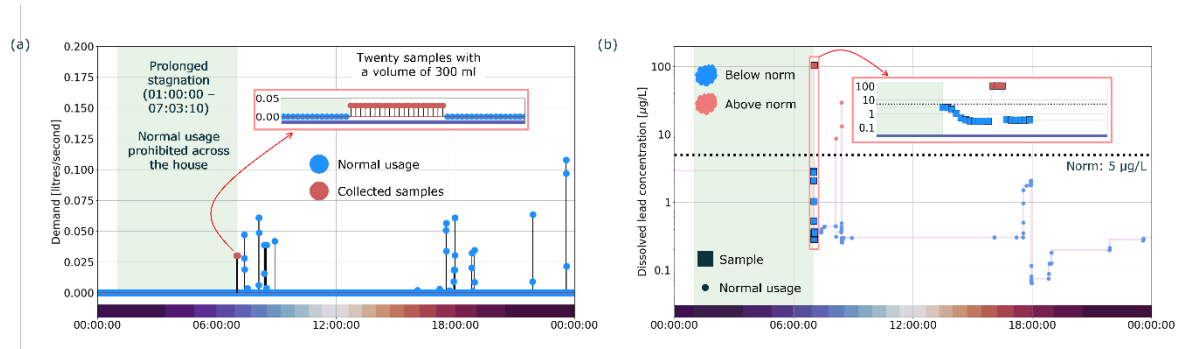 (a)
Demand [litres/second]
0.200
0.175
0.150
0.125
0.100
0.075
0.050
0.025
0.000
Prolonged
stagnation
(01:00:00 –
07:03:10)
Normal usage
prohibited across
the house
Twenty samples with
a volume of 300 ml
0.05
0.00
Normal usage
Collected samples
00:00:00
06:00:00
12:00:00
18:00:00
00:00:00
(b)
Dissolved lead concentration [µg/L]
100
10
1
0.1
Below norm
Above norm
100
10
1
0.1
Norm: 5 µg/L
Sample
Normal usage
00:00:00
06:00:00
12:00:00
18:00:00
00:00:00